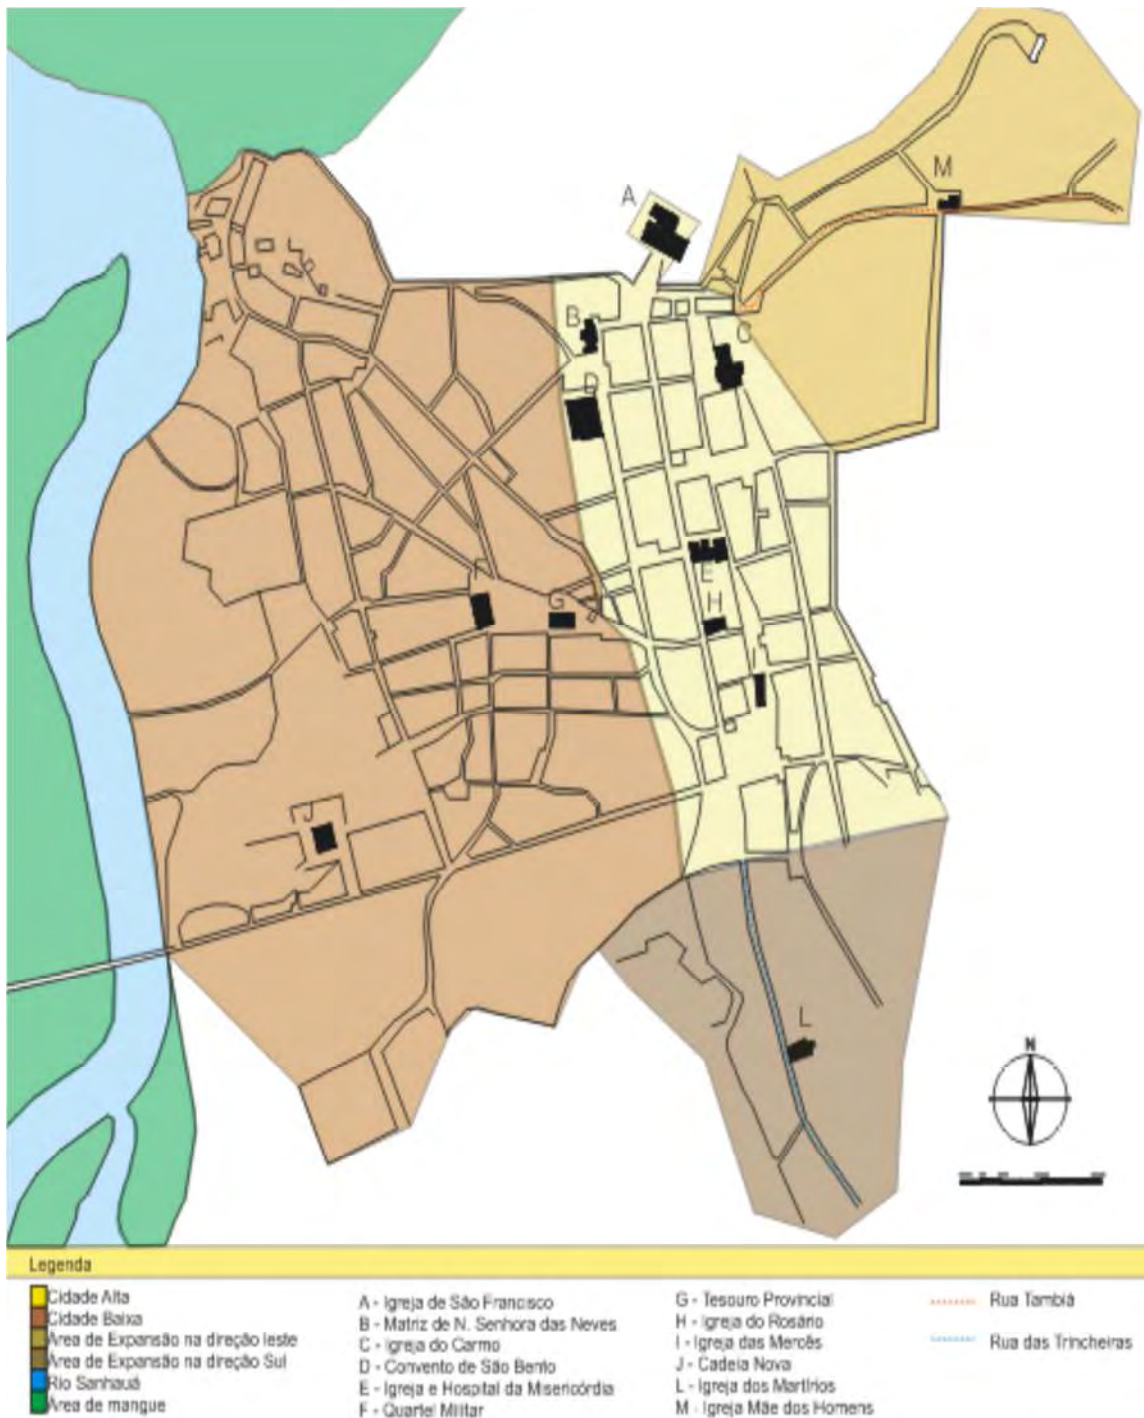 M
A
B
C
D
E
H
F
G
I
J
L
N
Legenda
Cidade Alta
Cidade Baixa
Área de Expansão na direção leste
Área de Expansão na direção Sul
Rio Sanhauá
Área de mangue
A - Igreja de São Francisco
B - Matriz de N. Senhora das Neves
C - Igreja do Carmo
D - Convento de São Bento
E - Igreja e Hospital da Misericórdia
F - Quartel Militar
G - Tesouro Provincial
H - Igreja do Rosário
I - Igreja das Mercês
J - Cadeia Nova
L - Igreja dos Martírios
M - Igreja Mãe dos Homens
Rua Tambiá
Rua das Trincheiras